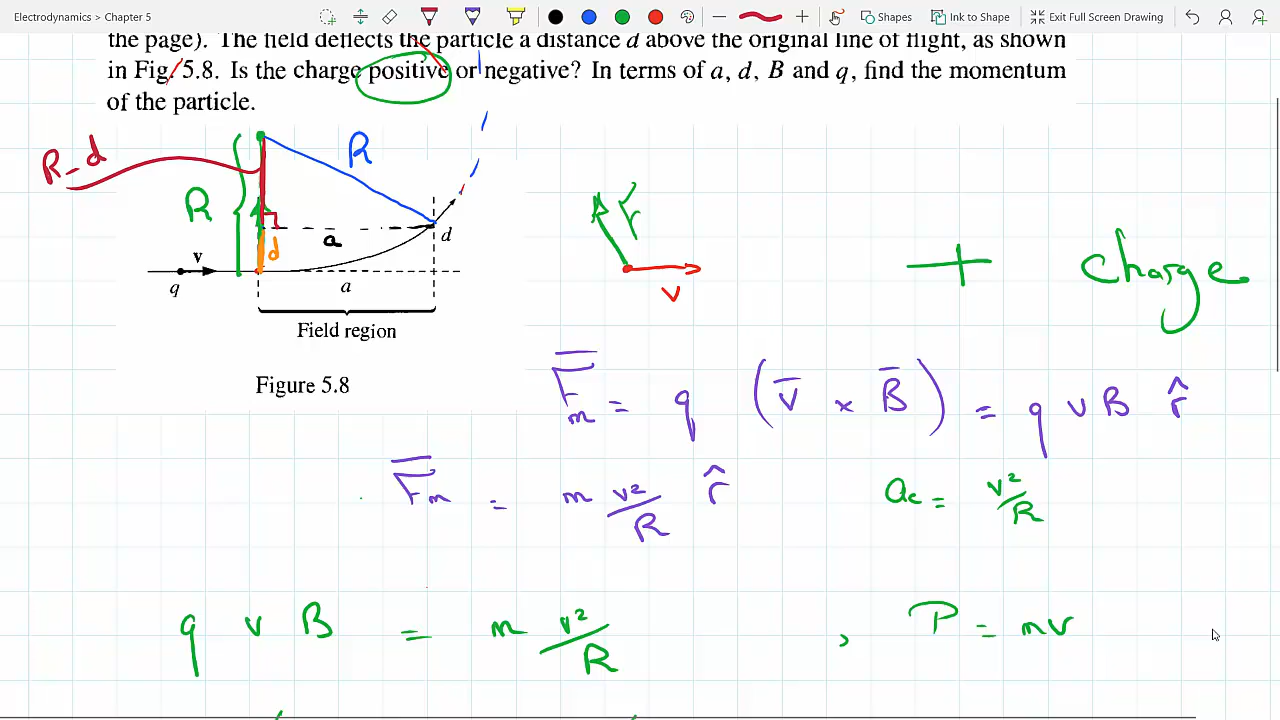 Electrodynamics > Chapter 5
Shapes
Ink to Shape
Exit Full Screen Drawing
the page). The field deflects the particle a distance d above the original line of flight, as shown
in Fig. 5.8. Is the charge positive or negative? In terms of a, d, B and q, find the momentum
of the particle.
R-d
R
R
a
d
d
v
q
a
Field region
Figure 5.8
r̂
v
+ charge
F̅m = q (v̅ × B̅) = q v B r̂
F̅m = m v²/R r̂
ac = v²/R
q v B = m v²/R , P = mv